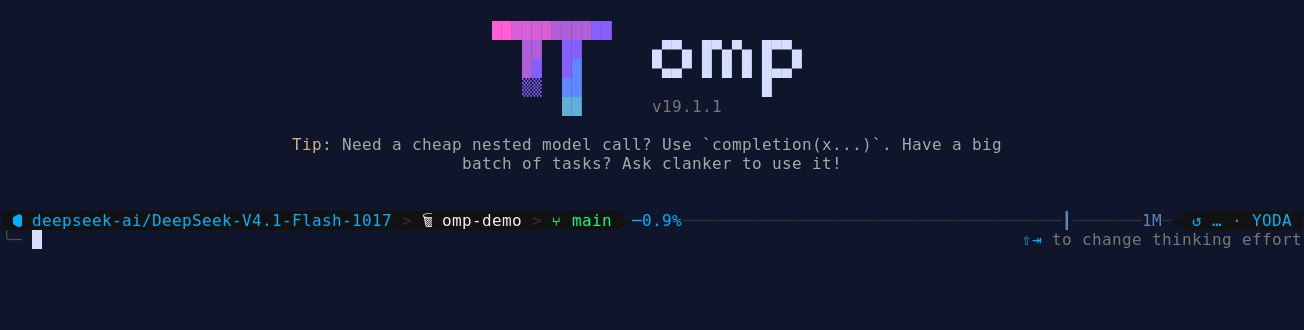 omp
v19.1.1
Tip: Need a cheap nested model call? Use `completion(x...)`. Have a big
batch of tasks? Ask clanker to use it!
deepseek-ai/DeepSeek-V4.1-Flash-1017 > omp-demo > main 0.9% 1M ↺ … · YODA
⇧⇥ to change thinking effort